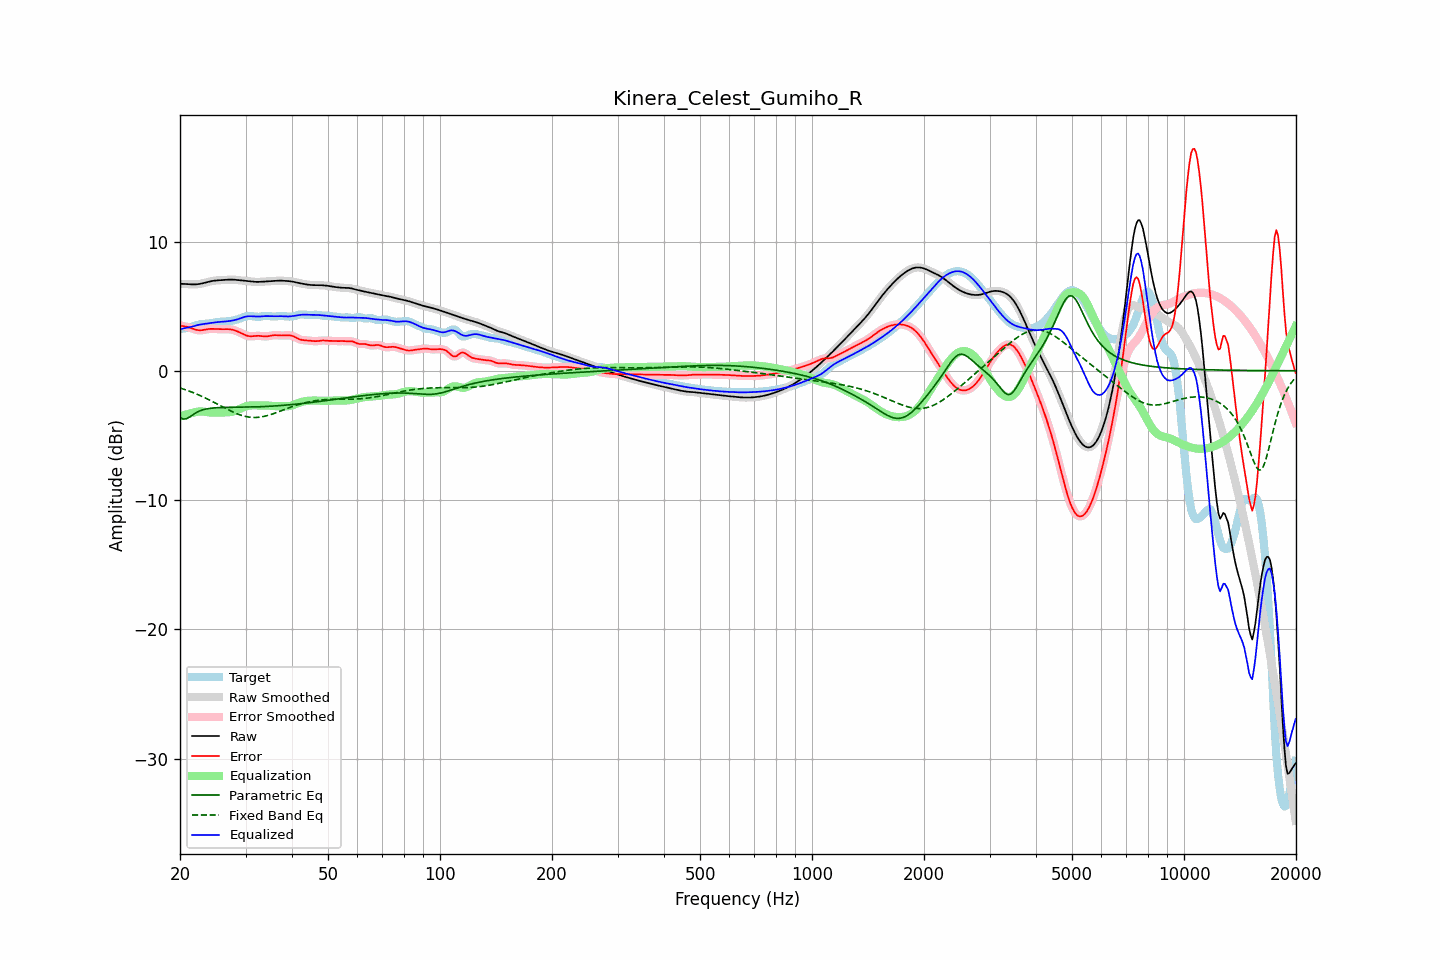 Kinera_Celest_Gumiho_R
Amplitude (dBr)
10
0
−10
−20
−30
Target
Raw Smoothed
Error Smoothed
Raw
Error
Equalization
Parametric Eq
Fixed Band Eq
Equalized
20
50
100
200
500
1000
2000
5000
10000
20000
Frequency (Hz)